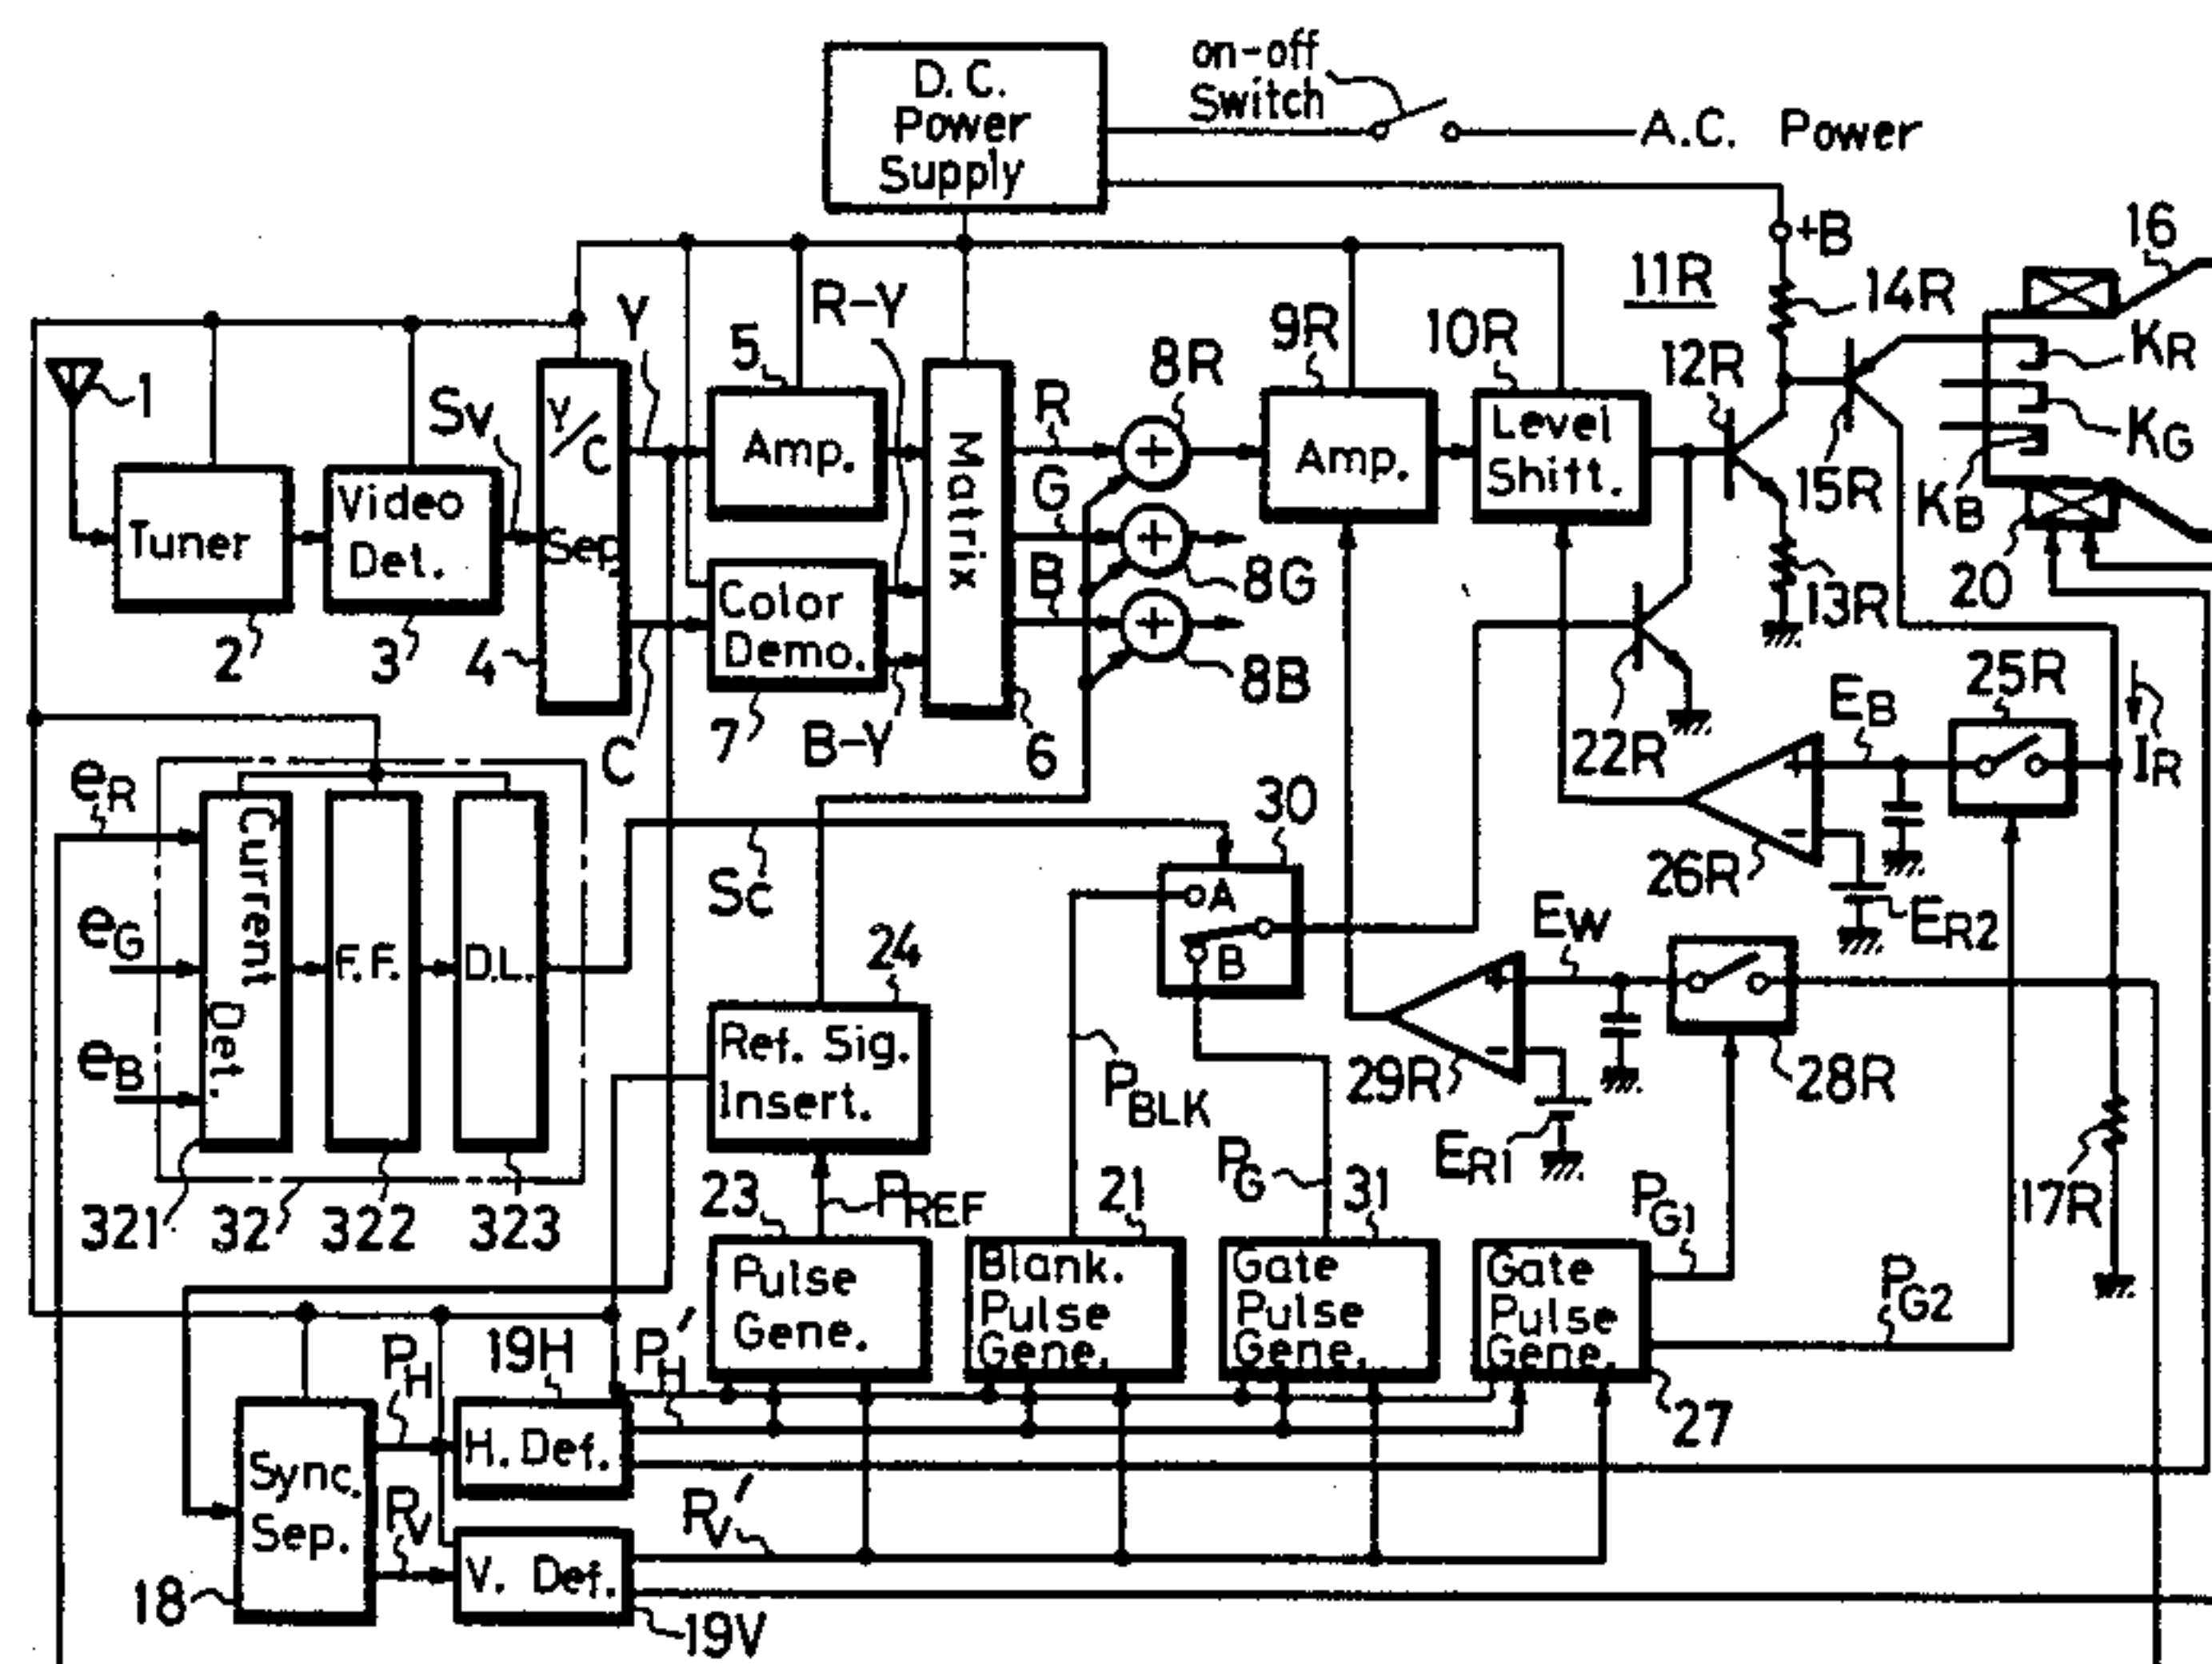 D.C.
Power
Supply
on-off
Switch
A.C. Power
+B
16
11R
14R
KR
KG
KB
20
Y
R-Y
5
8R
9R
10R
12R
15R
1
Sv
Y/C
Sep.
Amp.
Matrix
R
G
B
Amp.
Level
Shift.
Tuner
Video
Det.
Color
Demo.
8G
8B
13R
2
3
4
C
7
B-Y
6
22R
EB
25R
IR
eR
eG
eB
Current
Det.
F.F.
D.L.
Sc
30
A
B
26R
ER2
24
Ref. Sig.
Insert.
EW
29R
28R
ER1
PBLK
PG
321
32
322
323
23
PREF
21
31
PG1
17R
PG2
Pulse
Gene.
Blank.
Pulse
Gene.
Gate
Pulse
Gene.
Gate
Pulse
Gene.
27
PH
19H
PH'
Sync.
Sep.
H. Def.
Pv
Pv'
V. Def.
18
19V